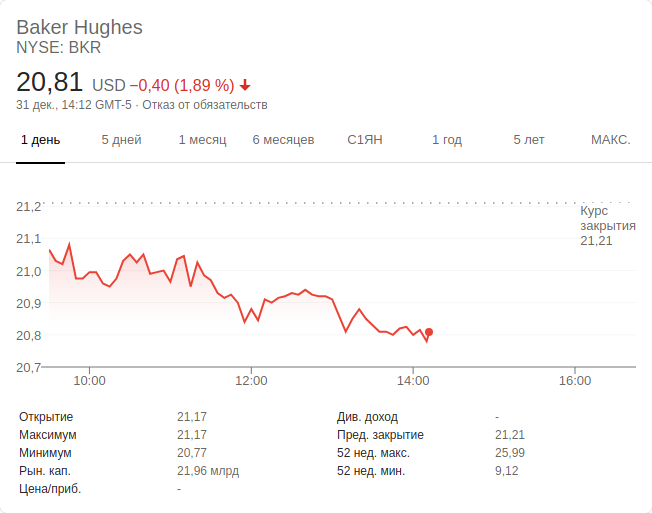 Baker Hughes
NYSE: BKR
20,81 USD −0,40 (1,89 %)
31 дек., 14:12 GMT-5 · Отказ от обязательств
1 день 5 дней 1 месяц 6 месяцев С1ЯН 1 год 5 лет МАКС.
21,2
21,1
21,0
20,9
20,8
20,7
Курс
закрытия
21,21
10:00 12:00 14:00 16:00
Открытие 21,17 Див. доход -
Максимум 21,17 Пред. закрытие 21,21
Минимум 20,77 52 нед. макс. 25,99
Рын. кап. 21,96 млрд 52 нед. мин. 9,12
Цена/приб. -